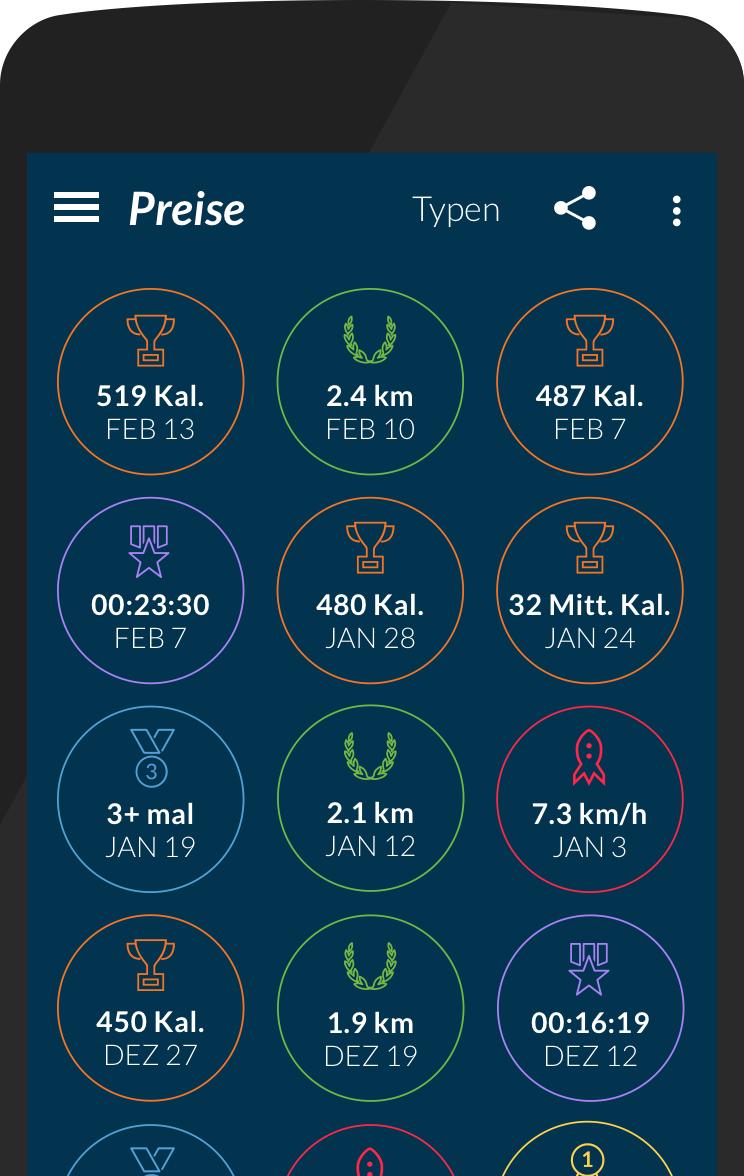 Preise Typen
519 Kal. 2.4 km 487 Kal.
FEB 13 FEB 10 FEB 7
00:23:30 480 Kal. 32 Mitt. Kal.
FEB 7 JAN 28 JAN 24
3
3+ mal 2.1 km 7.3 km/h
JAN 19 JAN 12 JAN 3
450 Kal. 1.9 km 00:16:19
DEZ 27 DEZ 19 DEZ 12
1